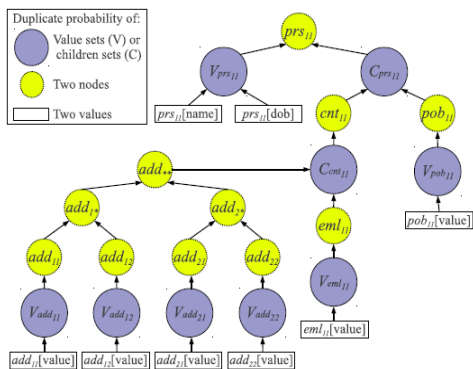 Duplicate probability of:
Value sets (V) or
children sets (C)
Two nodes
Two values
prs11
Vprs11
Cprs11
prs11[name]
prs11[dob]
cnt11
pob11
add**
Ccnt11
Vpob11
pob11[value]
add1*
add2*
eml11
add11
add12
add21
add22
Vadd11
Vadd12
Vadd21
Vadd22
Veml11
eml11[value]
add11[value]
add12[value]
add21[value]
add22[value]